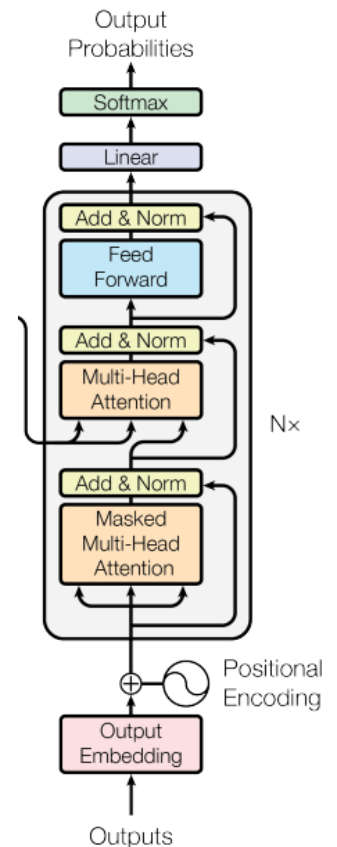 Output
Probabilities
Softmax
Linear
Add & Norm
Feed
Forward
Add & Norm
Multi-Head
Attention
N×
Add & Norm
Masked
Multi-Head
Attention
Positional
Encoding
Output
Embedding
Outputs